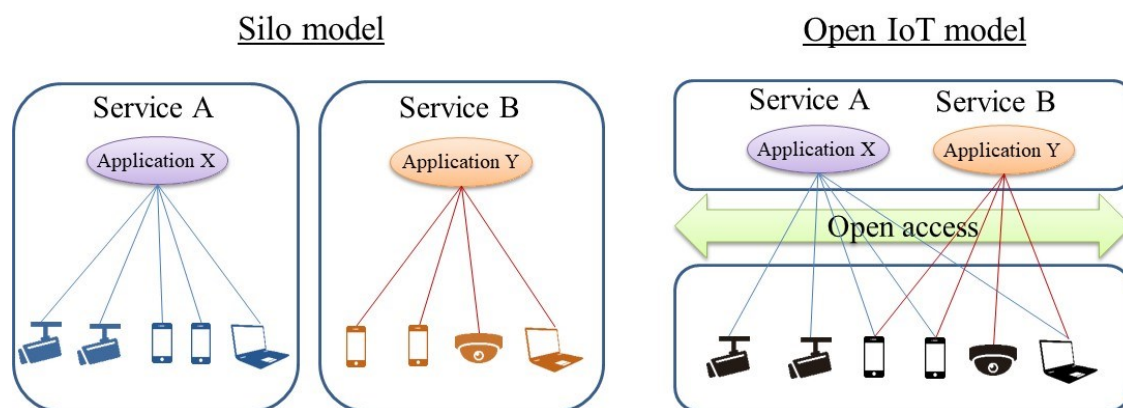 Silo model
Service A
Application X
Service B
Application Y
Open IoT model
Service A
Service B
Application X
Application Y
Open access